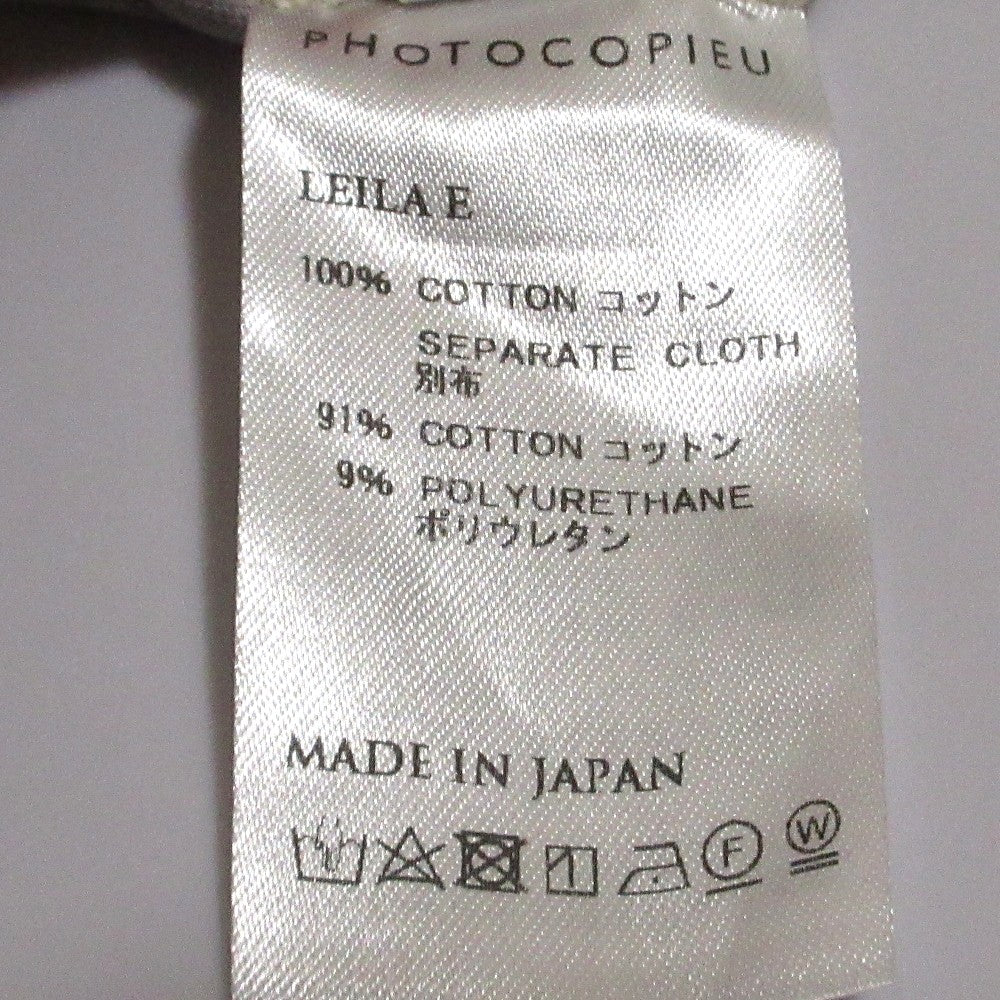 PHOTOCOPIEU
LEILA E
100% COTTON コットン
SEPARATE CLOTH
別布
91% COTTON コットン
9% POLYURETHANE
ポリウレタン
MADE IN JAPAN
F W